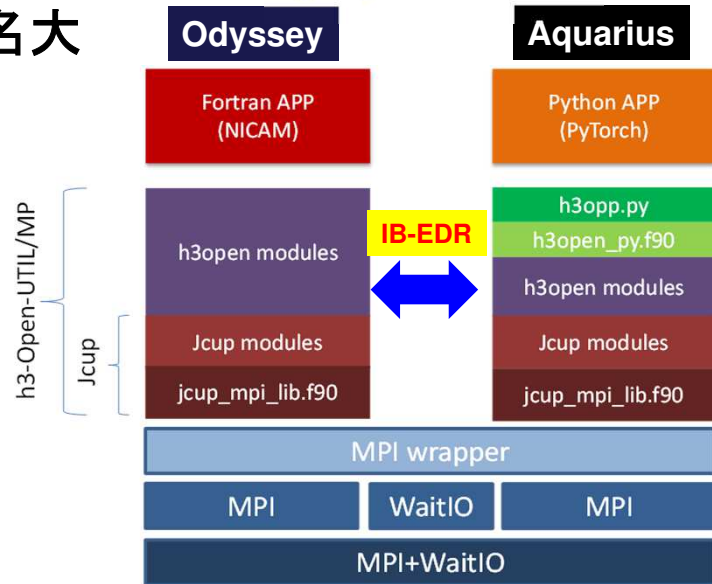 名大
Odyssey
Aquarius
Fortran APP
(NICAM)
Python APP
(PyTorch)
h3-Open-UTIL/MP
Jcup
h3open modules
Jcup modules
jcup_mpi_lib.f90
IB-EDR
h3opp.py
h3open_py.f90
h3open modules
Jcup modules
jcup_mpi_lib.f90
MPI wrapper
MPI
WaitIO
MPI
MPI+WaitIO